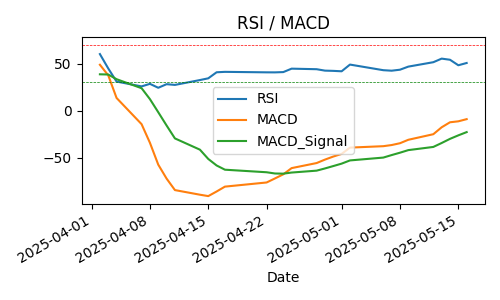 RSI / MACD
50
0
−50
RSI
MACD
MACD_Signal
2025-04-01
2025-04-08
2025-04-15
2025-04-22
2025-05-01
2025-05-08
2025-05-15
Date